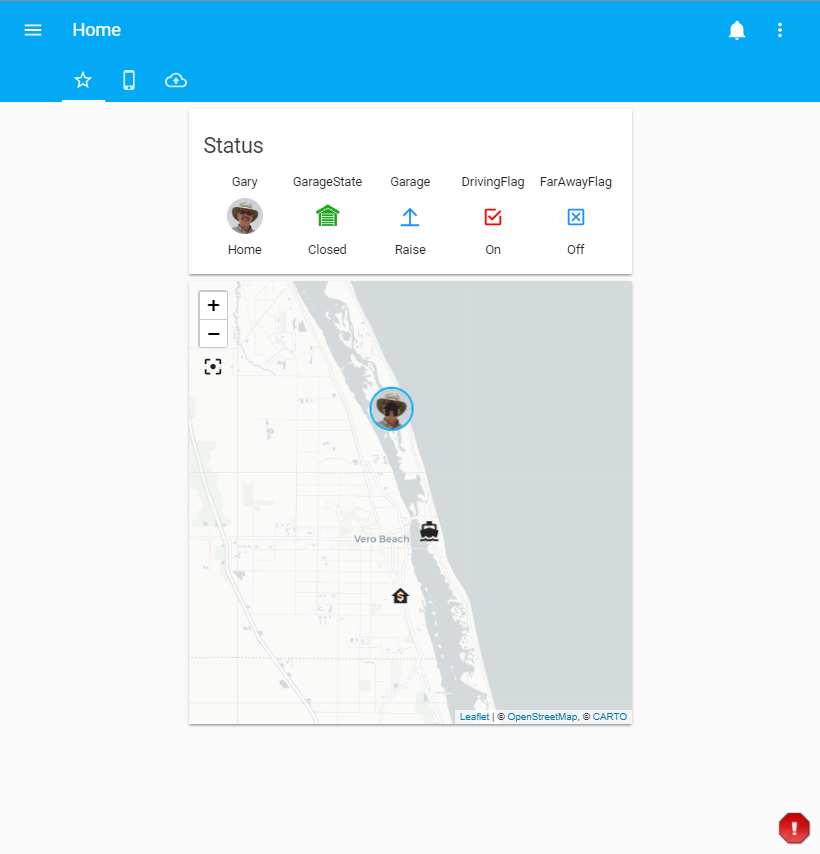 Home
Status
Gary GarageState Garage DrivingFlag FarAwayFlag
Home Closed Raise On Off
+
−
Vero Beach
$
Leaflet | © OpenStreetMap, © CARTO
!